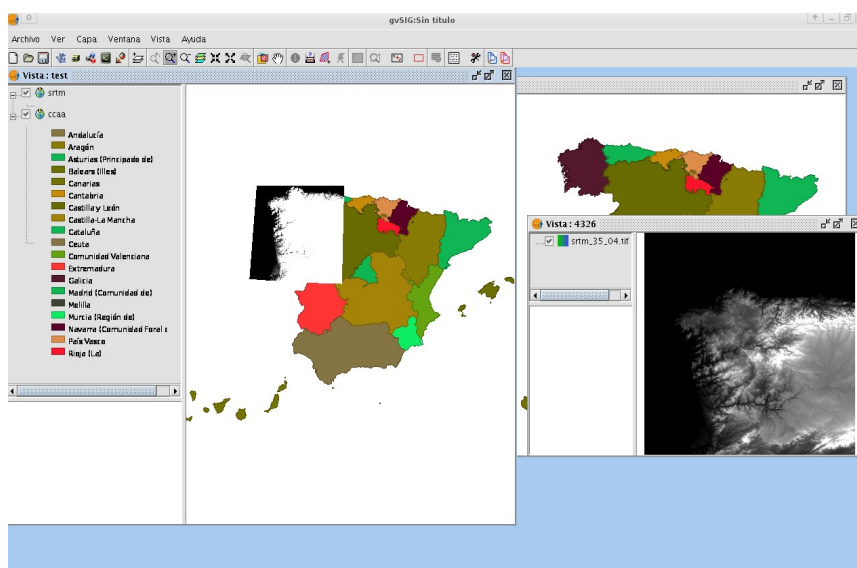 gvSIG:Sin título
Archivo Ver Capa Ventana Vista Ayuda
Vista : test
srtm
ccaa
Andalucía
Aragón
Asturias (Principado de)
Balears (Illes)
Canarias
Cantabria
Castilla y León
Castilla-La Mancha
Cataluña
Ceuta
Comunidad Valenciana
Extremadura
Galicia
Madrid (Comunidad de)
Melilla
Murcia (Región de)
Navarra (Comunidad Foral
País Vasco
Rioja (La)
Vista : 4326
srtm_35_04.tif